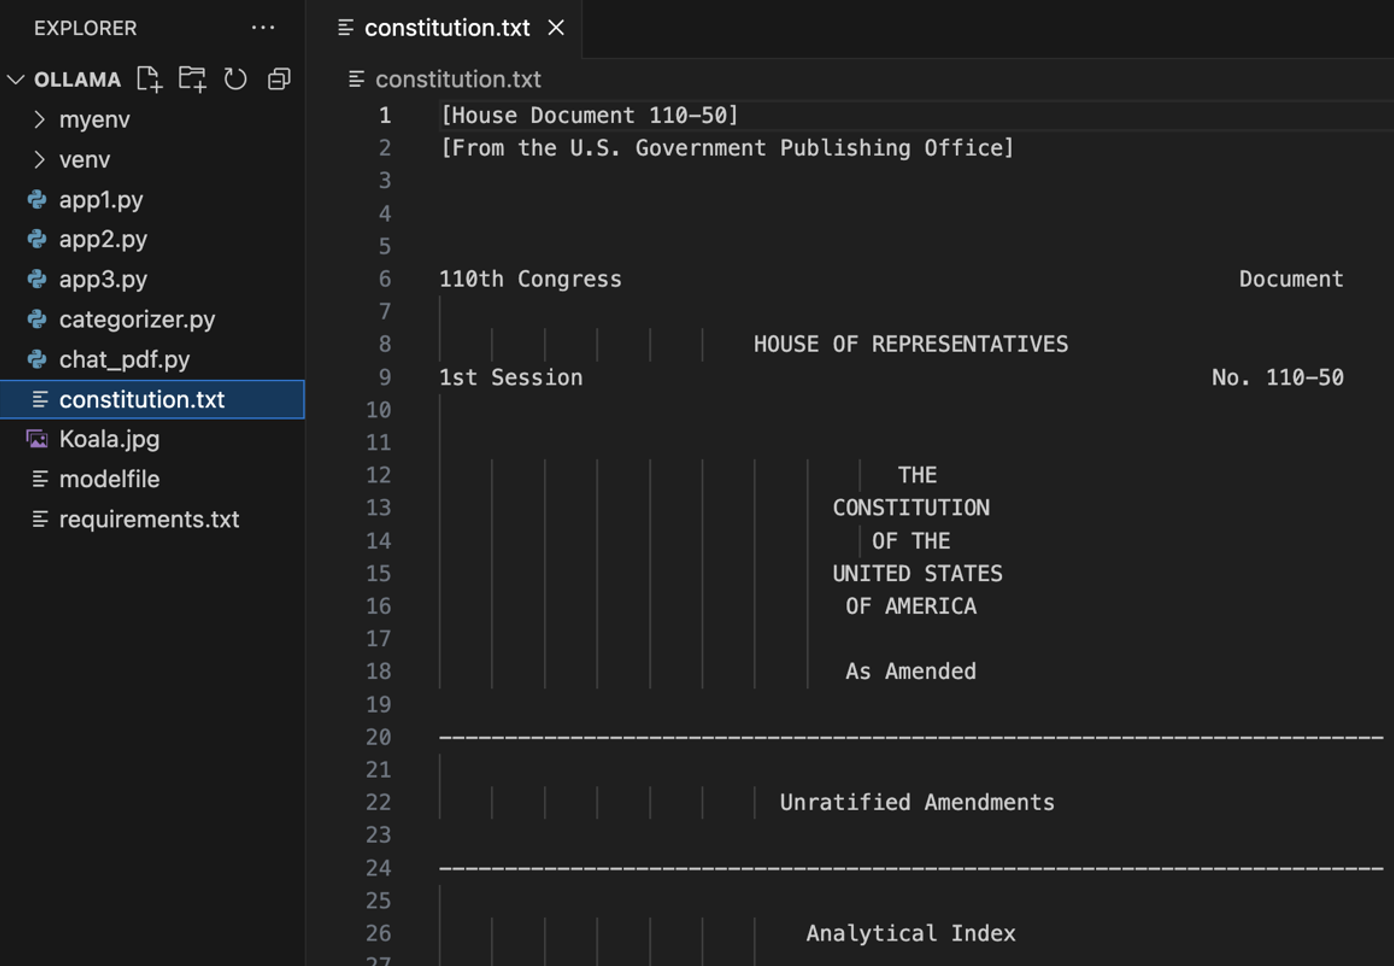 EXPLORER
OLLAMA
myenv
venv
app1.py
app2.py
app3.py
categorizer.py
chat_pdf.py
constitution.txt
Koala.jpg
modelfile
requirements.txt
constitution.txt
constitution.txt
1 [House Document 110-50]
2 [From the U.S. Government Publishing Office]
3
4
5
6 110th Congress Document
7
8 HOUSE OF REPRESENTATIVES
9 1st Session No. 110-50
10
11
12 THE
13 CONSTITUTION
14 OF THE
15 UNITED STATES
16 OF AMERICA
17
18 As Amended
19
20 ------------------------------------------------------------------------
21
22 Unratified Amendments
23
24 ------------------------------------------------------------------------
25
26 Analytical Index
27